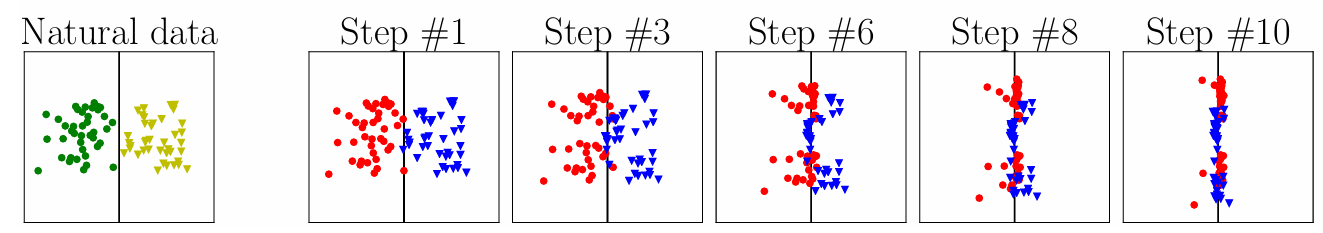 Natural data
Step #1
Step #3
Step #6
Step #8
Step #10